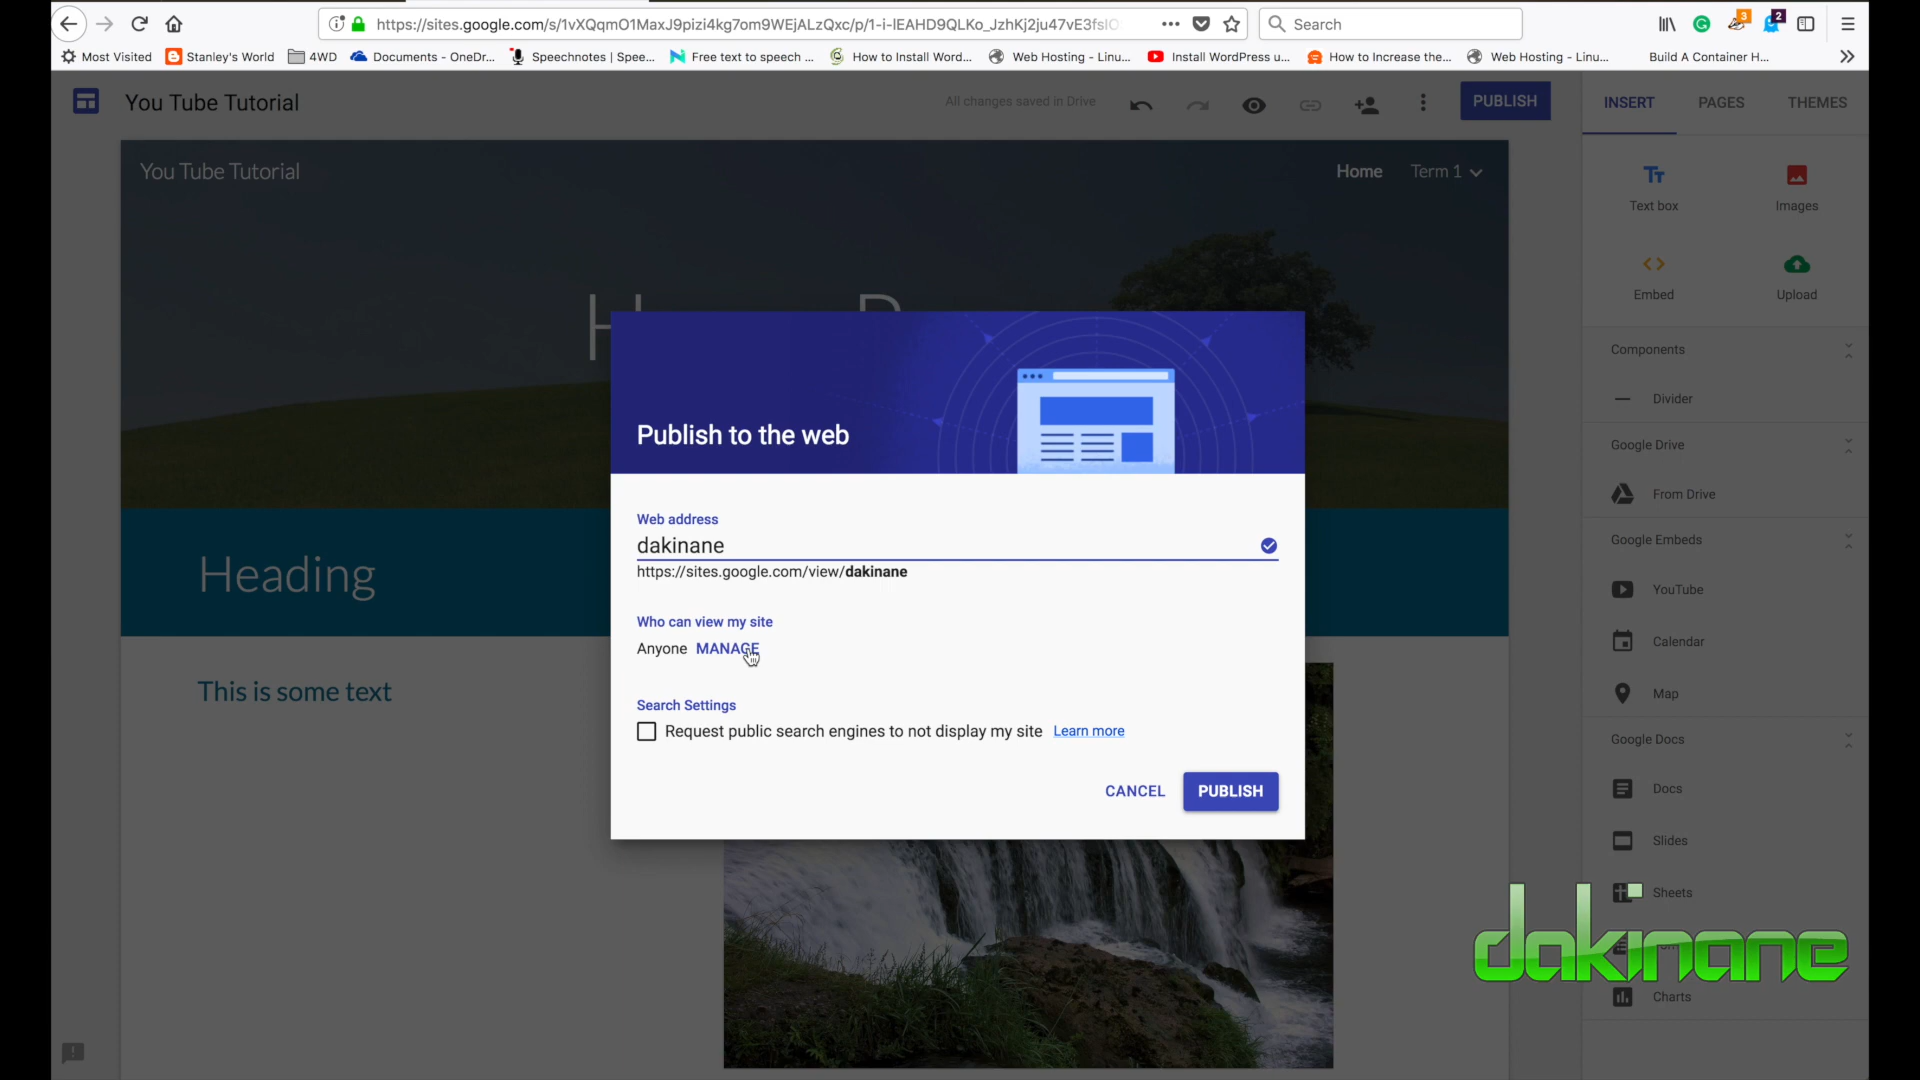 https://sites.google.com/s/1vXQqmO1MaxJ9pizi4kg7om9WEjALzQxc/p/1-i-lEAHD9QLKo_JzhKj2ju47vE3fslO
Search
3
2
Most Visited
Stanley's World
4WD
Documents - OneDr...
Speechnotes | Spee...
Free text to speech ...
How to Install Word...
Web Hosting - Linu...
Install WordPress u...
How to Increase the...
Web Hosting - Linu...
Build A Container H...
You Tube Tutorial
All changes saved in Drive
PUBLISH
INSERT
PAGES
THEMES
You Tube Tutorial
Home
Term 1
Text box
Images
Embed
Upload
Components
Divider
Google Drive
From Drive
Google Embeds
YouTube
Calendar
Map
Google Docs
Docs
Slides
Sheets
Charts
Heading
This is some text
Publish to the web
Web address
dakinane
https://sites.google.com/view/dakinane
Who can view my site
Anyone MANAGE
Search Settings
Request public search engines to not display my site Learn more
CANCEL
PUBLISH
dakinane